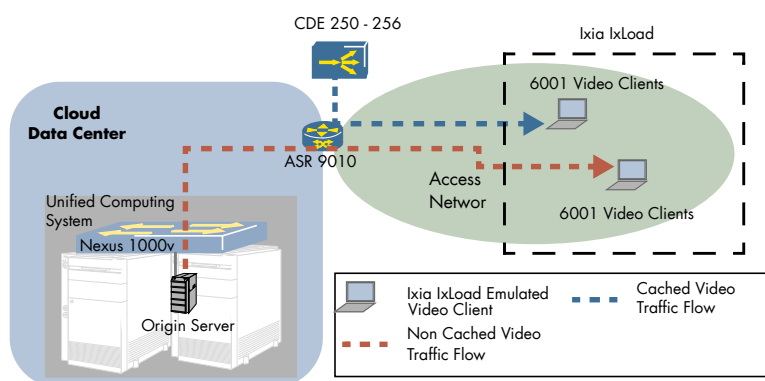 CDE 250 - 256
Ixia IxLoad
6001 Video Clients
Cloud
Data Center
ASR 9010
Access
Networ
6001 Video Clients
Unified Computing
System
Nexus 1000v
Origin Server
Ixia IxLoad Emulated
Video Client
Cached Video
Traffic Flow
Non Cached Video
Traffic Flow